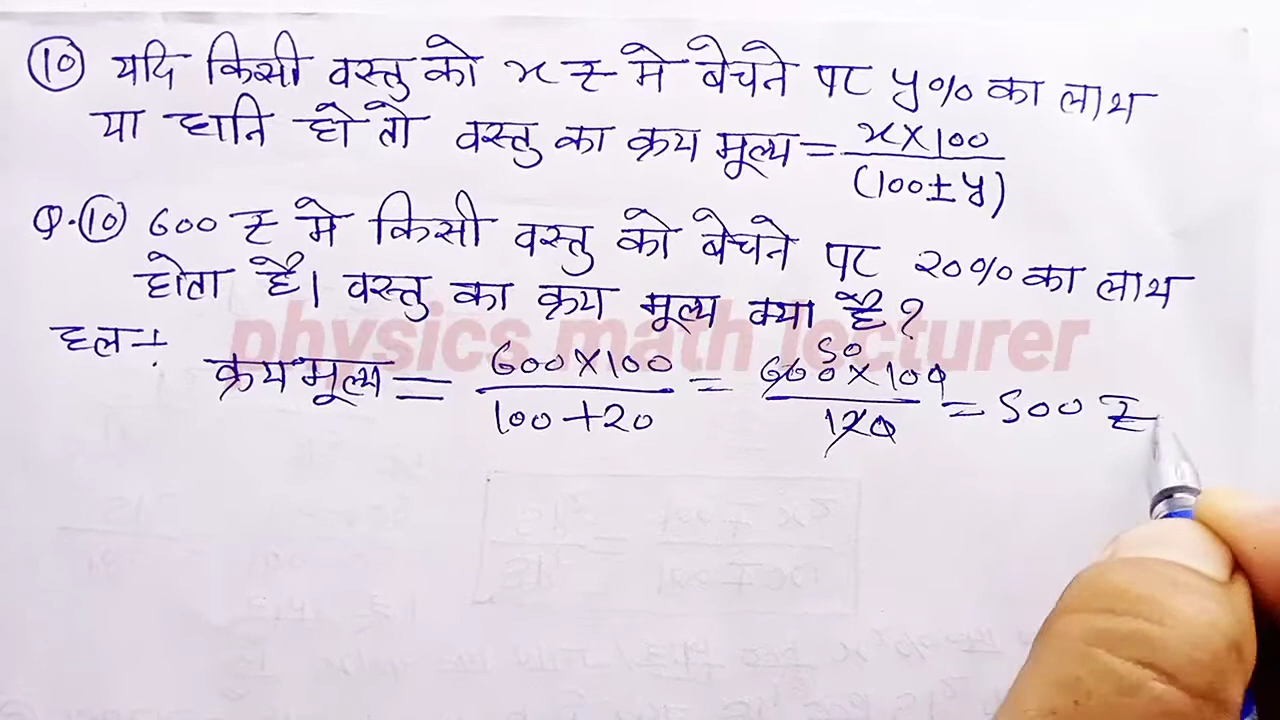 ⑩ यदि किसी वस्तु को x ₹ मे बेचने पर y% का लाभ
या हानि हो तो वस्तु का क्रय मूल्य = x×100/(100±y)
Q.⑩ 600 ₹ मे किसी वस्तु को बेचने पर 20% का लाभ
होता है। वस्तु का क्रय मूल्य क्या है?
physics math lecturer
हल÷
क्रय मूल्य = 600×100/100+20 = 600×100/120 = 500 ₹
50